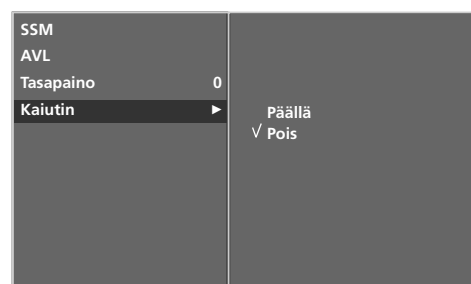 SSM
AVL
Tasapaino 0
Kaiutin ►
Päällä
√ Pois